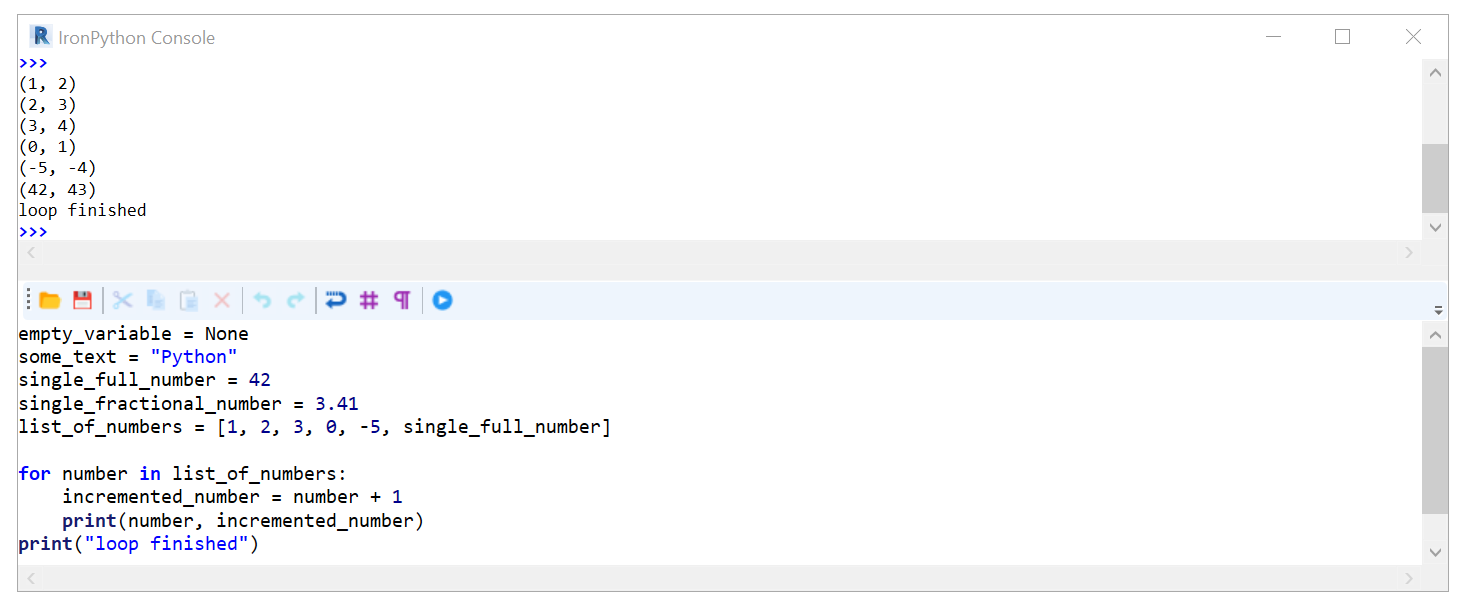 R IronPython Console
>>>
(1, 2)
(2, 3)
(3, 4)
(0, 1)
(-5, -4)
(42, 43)
loop finished
>>>
empty_variable = None
some_text = "Python"
single_full_number = 42
single_fractional_number = 3.41
list_of_numbers = [1, 2, 3, 0, -5, single_full_number]

for number in list_of_numbers:
    incremented_number = number + 1
    print(number, incremented_number)
print("loop finished")